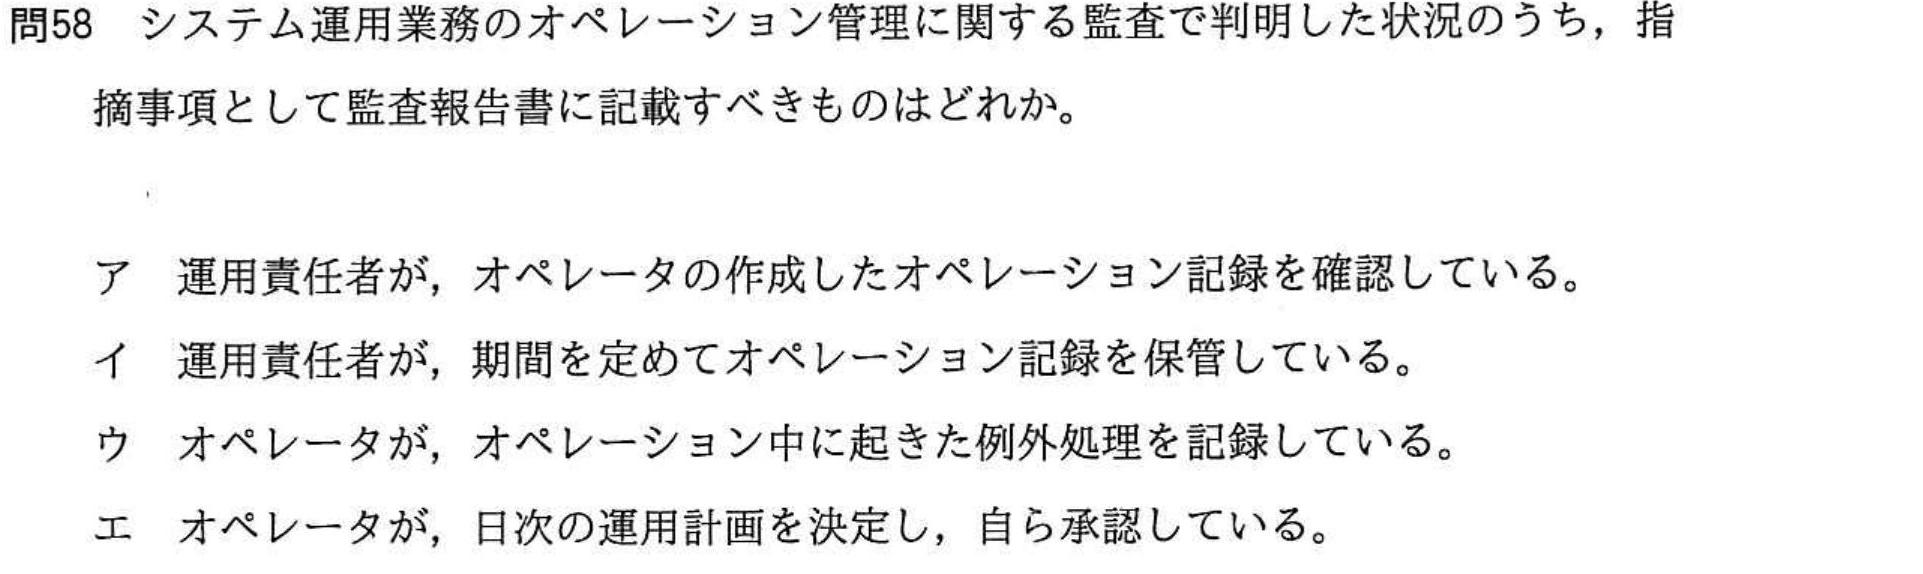 問58　システム運用業務のオペレーション管理に関する監査で判明した状況のうち，指
摘事項として監査報告書に記載すべきものはどれか。
ア　運用責任者が，オペレータの作成したオペレーション記録を確認している。
イ　運用責任者が，期間を定めてオペレーション記録を保管している。
ウ　オペレータが，オペレーション中に起きた例外処理を記録している。
エ　オペレータが，日次の運用計画を決定し，自ら承認している。